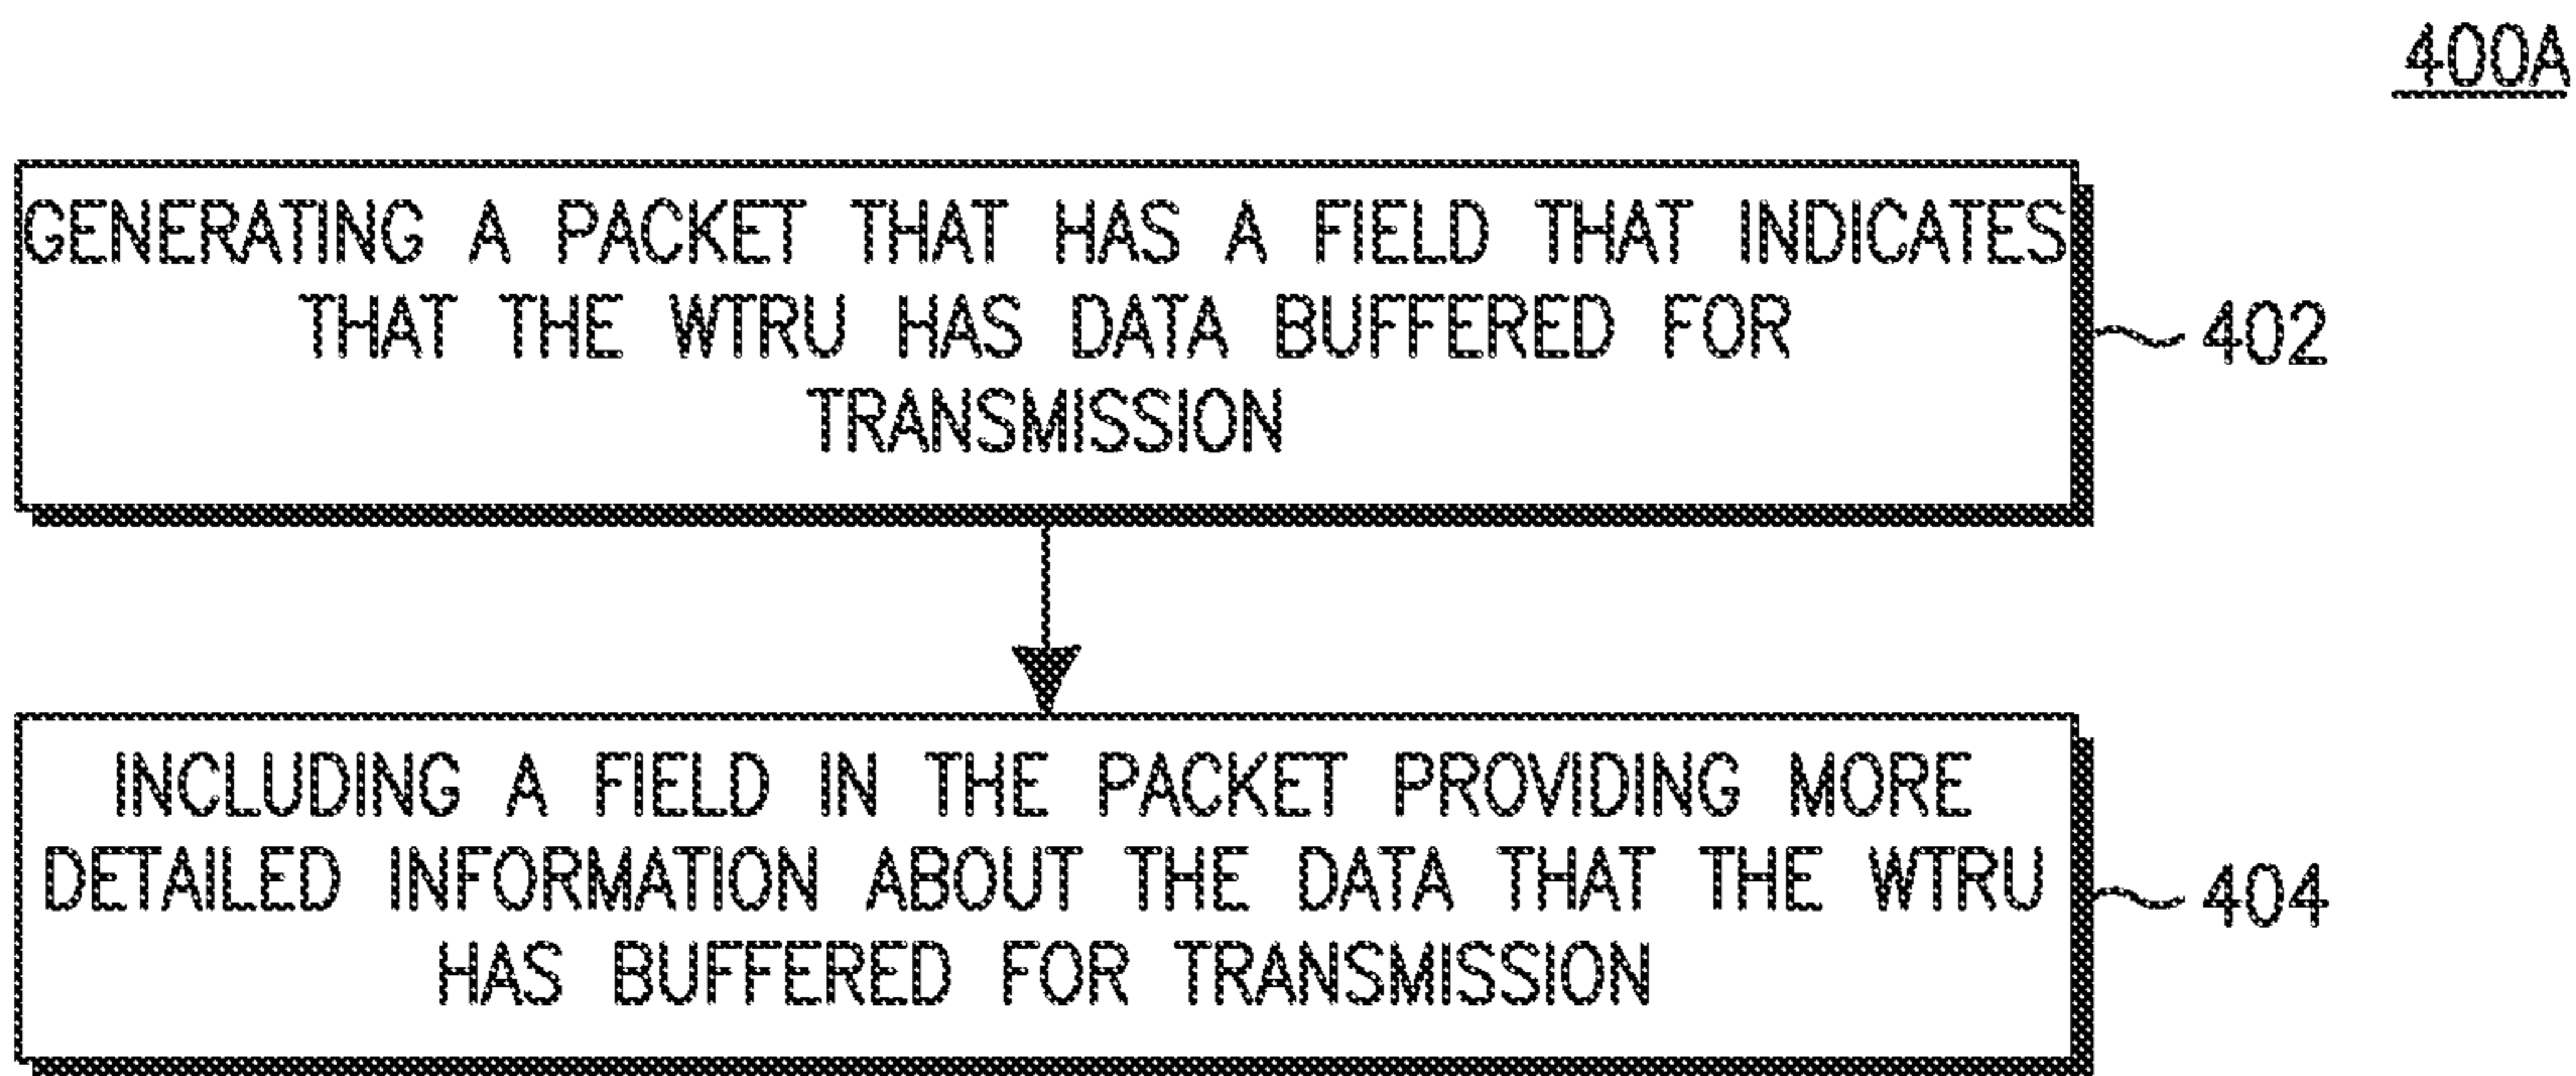 400A
GENERATING A PACKET THAT HAS A FIELD THAT INDICATES
THAT THE WTRU HAS DATA BUFFERED FOR
TRANSMISSION
402
INCLUDING A FIELD IN THE PACKET PROVIDING MORE
DETAILED INFORMATION ABOUT THE DATA THAT THE WTRU
HAS BUFFERED FOR TRANSMISSION
404